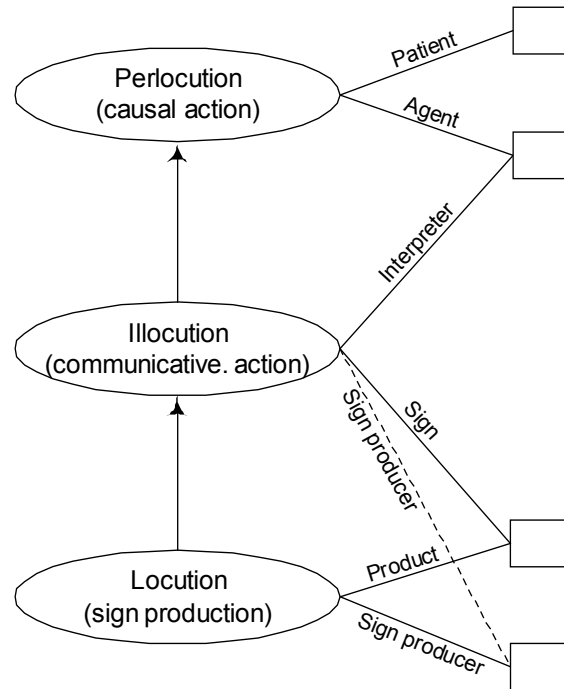 Patient
Perlocution
(causal action)
Agent
Interpreter
Illocution
(communicative. action)
Sign
Sign producer
Product
Locution
(sign production)
Sign producer